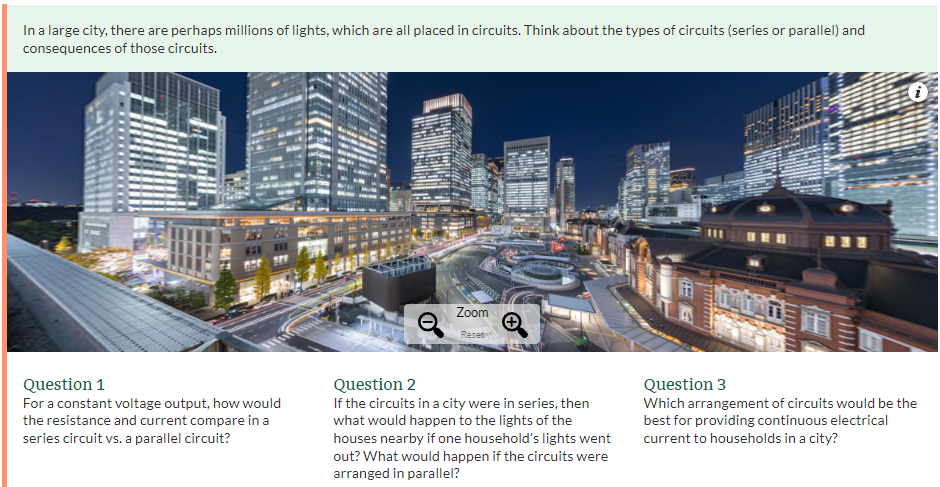 In a large city, there are perhaps millions of lights, which are all placed in circuits. Think about the types of circuits (series or parallel) and
consequences of those circuits.
i
Zoom
Reset
Question 1
For a constant voltage output, how would
the resistance and current compare in a
series circuit vs. a parallel circuit?
Question 2
If the circuits in a city were in series, then
what would happen to the lights of the
houses nearby if one household's lights went
out? What would happen if the circuits were
arranged in parallel?
Question 3
Which arrangement of circuits would be the
best for providing continuous electrical
current to households in a city?